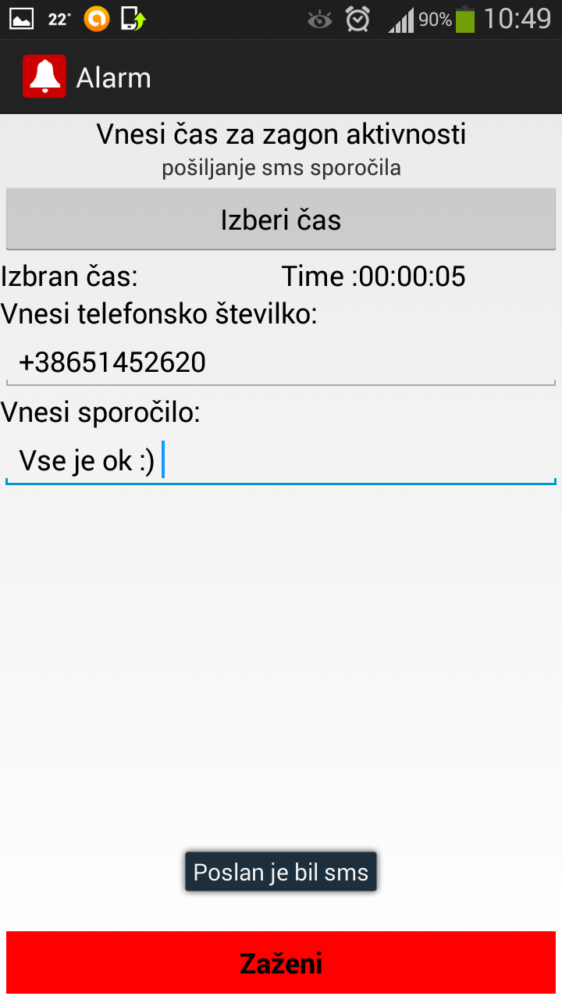 22° 90% 10:49
Alarm
Vnesi čas za zagon aktivnosti
pošiljanje sms sporočila
Izberi čas
Izbran čas: Time :00:00:05
Vnesi telefonsko številko:
+38651452620
Vnesi sporočilo:
Vse je ok :)
Poslan je bil sms
Zaženi